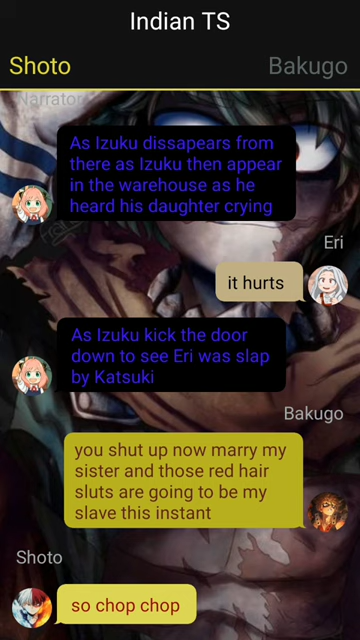 Indian TS
Shoto
Bakugo
Narrator
As Izuku dissapears from
there as Izuku then appear
in the warehouse as he
heard his daughter crying
Eri
it hurts
As Izuku kick the door
down to see Eri was slap
by Katsuki
Bakugo
you shut up now marry my
sister and those red hair
sluts are going to be my
slave this instant
Shoto
so chop chop